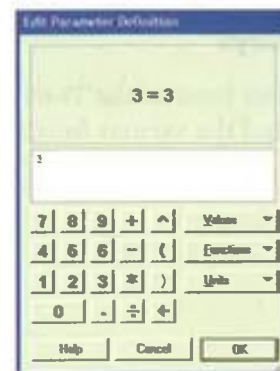 Edit Parameter Definition
3 = 3
3
7 8 9 + ^ Values
4 5 6 - ( Functions
1 2 3 * ) Units
0 . ÷ ←
Help Cancel OK